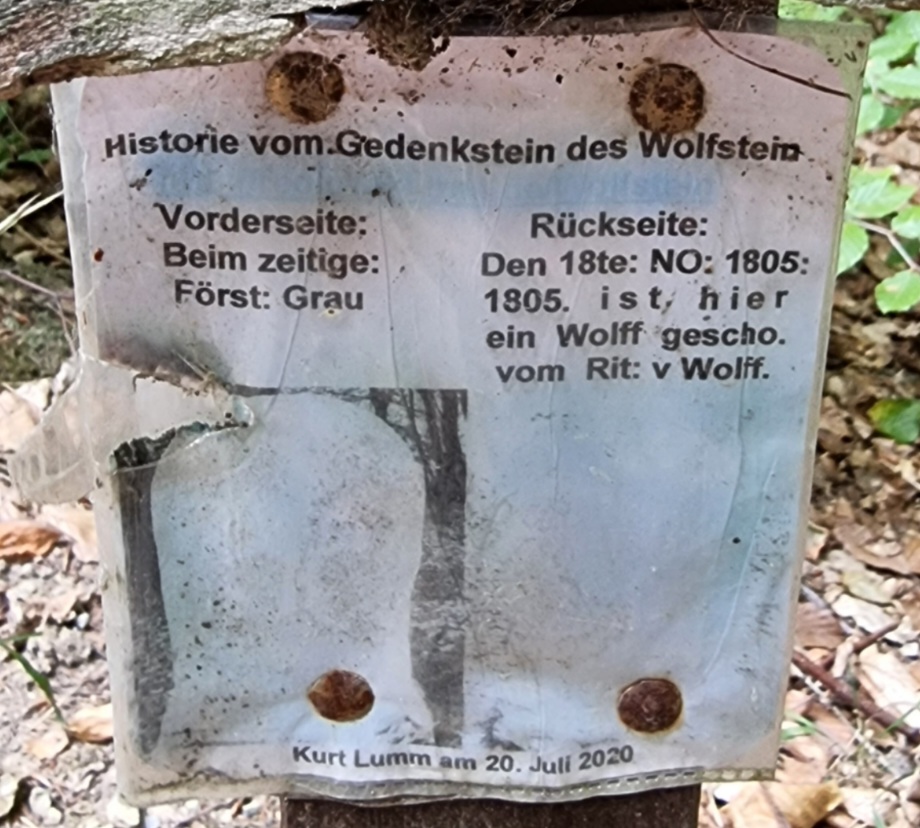 Historie vom Gedenkstein des Wolfstein
Vorderseite:
Beim zeitige:
Först: Grau
Rückseite:
Den 18te: NO: 1805:
1805. ist hier
ein Wolff gescho.
vom Rit: v Wolff.
Kurt Lumm am 20. Juli 2020